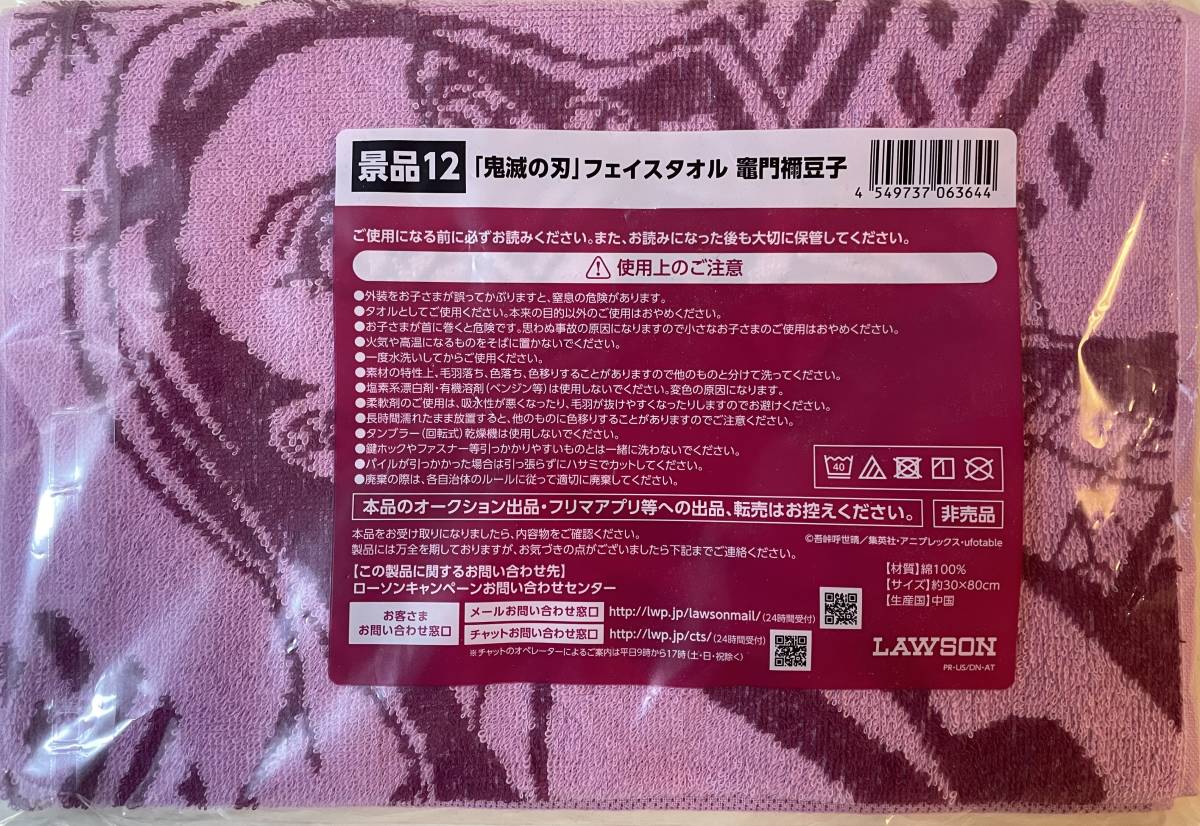 景品12 「鬼滅の刃」フェイスタオル 竈門禰豆子
4 549737 063644
ご使用になる前に必ずお読みください。また、お読みになった後も大切に保管してください。
使用上のご注意
●外装をお子さまが誤ってかぶりますと、窒息の危険があります。
●タオルとしてご使用ください。本来の目的以外のご使用はおやめください。
●お子さまが首に巻くと危険です。思わぬ事故の原因になりますので小さなお子さまのご使用はおやめください。
●火気や高温になるものをそばに置かないでください。
●一度水洗いしてからご使用ください。
●素材の特性上、毛羽落ち、色落ち、色移りすることがありますので他のものと分けて洗ってください。
●塩素系漂白剤・有機溶剤(ベンジン等)は使用しないでください。変色の原因になります。
●柔軟剤のご使用は、吸水性が悪くなったり、毛羽が抜けやすくなったりしますのでお避けください。
●長時間濡れたまま放置すると、他のものに色移りすることがありますのでご注意ください。
●タンブラー(回転式)乾燥機は使用しないでください。
●鍵ホックやファスナー等引っかかりやすいものとは一緒に洗わないでください。
●パイルが引っかかった場合は引っ張らずにハサミでカットしてください。
●廃棄の際は、各自治体のルールに従って適切に廃棄してください。
40
本品のオークション出品・フリマアプリ等への出品、転売はお控えください。
非売品
本品をお受け取りになりましたら、内容物をご確認ください。
製品には万全を期しておりますが、お気づきの点がございましたら下記までご連絡ください。
©吾峠呼世晴/集英社・アニプレックス・ufotable
【この製品に関するお問い合わせ先】
ローソンキャンペーンお問い合わせセンター
お客さま
お問い合わせ窓口
メールお問い合わせ窓口 http://lwp.jp/lawsonmail/(24時間受付)
チャットお問い合わせ窓口 http://lwp.jp/cts/(24時間受付)
※チャットのオペレーターによるご案内は平日9時から17時(土・日・祝除く)
【材質】綿100%
【サイズ】約30×80cm
【生産国】中国
LAWSON
PR-US/DN-AT